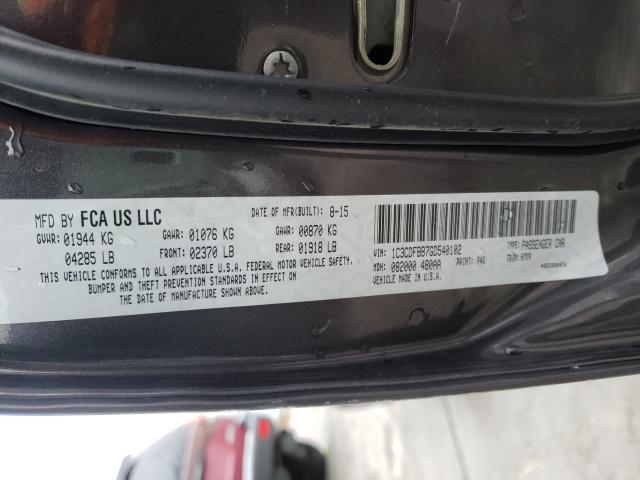 MFD BY FCA US LLC
DATE OF MFR(BUILT): 8-15
GVWR: 01944 KG
04285 LB
GAWR: 01076 KG
FRONT: 02370 LB
GAWR: 00870 KG
REAR: 01918 LB
THIS VEHICLE CONFORMS TO ALL APPLICABLE U.S.A. FEDERAL MOTOR VEHICLE SAFETY,
BUMPER AND THEFT PREVENTION STANDARDS IN EFFECT ON
THE DATE OF MANUFACTURE SHOWN ABOVE.
VIN: 1C3CDFBB7GD540102
TYPE: PASSENGER CAR
MDH: 082000 480AA
PAINT: PAU
VEHICLE MADE IN U.S.A.